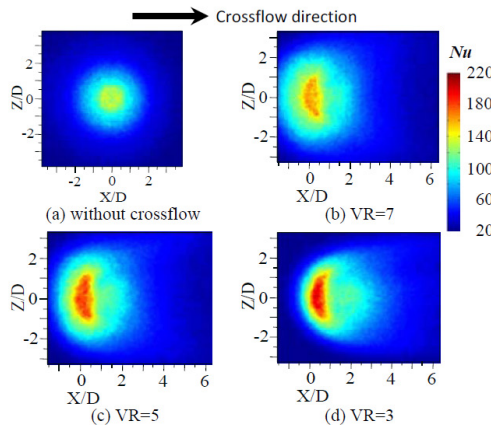 Crossflow direction
Nu
220
180
140
100
60
20
Z/D
2
0
-2
-2 0 2
X/D
(a) without crossflow
Z/D
2
0
-2
0 2 4 6
X/D
(b) VR=7
Z/D
2
0
-2
0 2 4 6
X/D
(c) VR=5
Z/D
2
0
-2
0 2 4 6
X/D
(d) VR=3